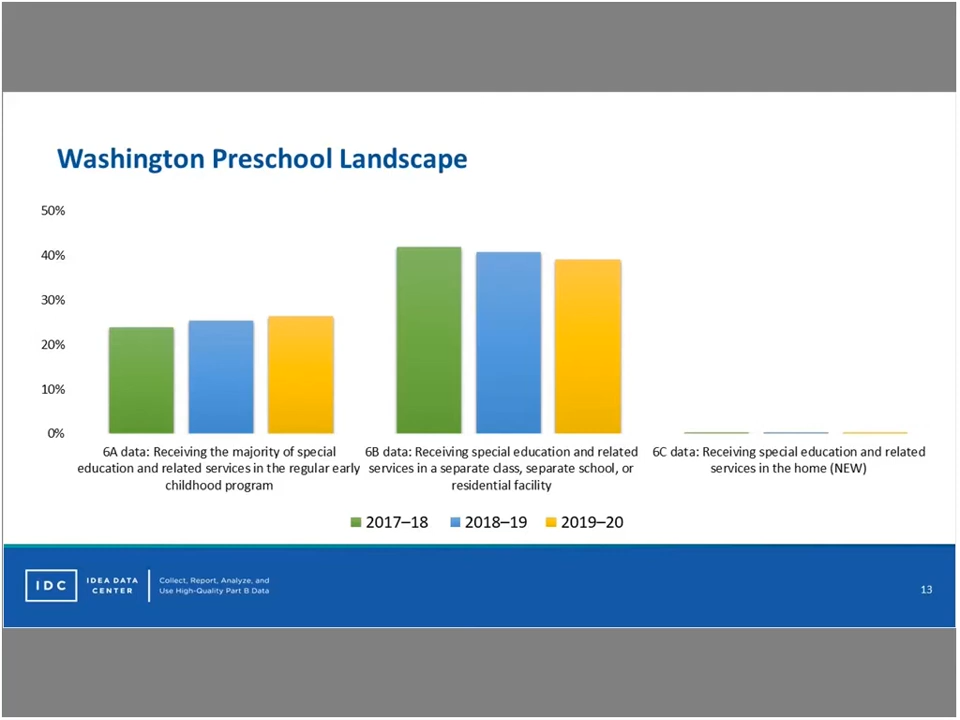 Washington Preschool Landscape
50%
40%
30%
20%
10%
0%
6A data: Receiving the majority of special
education and related services in the regular early
childhood program
6B data: Receiving special education and related
services in a separate class, separate school, or
residential facility
6C data: Receiving special education and related
services in the home (NEW)
2017–18 2018–19 2019–20
IDC
IDEA DATA
CENTER
Collect, Report, Analyze, and
Use High-Quality Part B Data
13